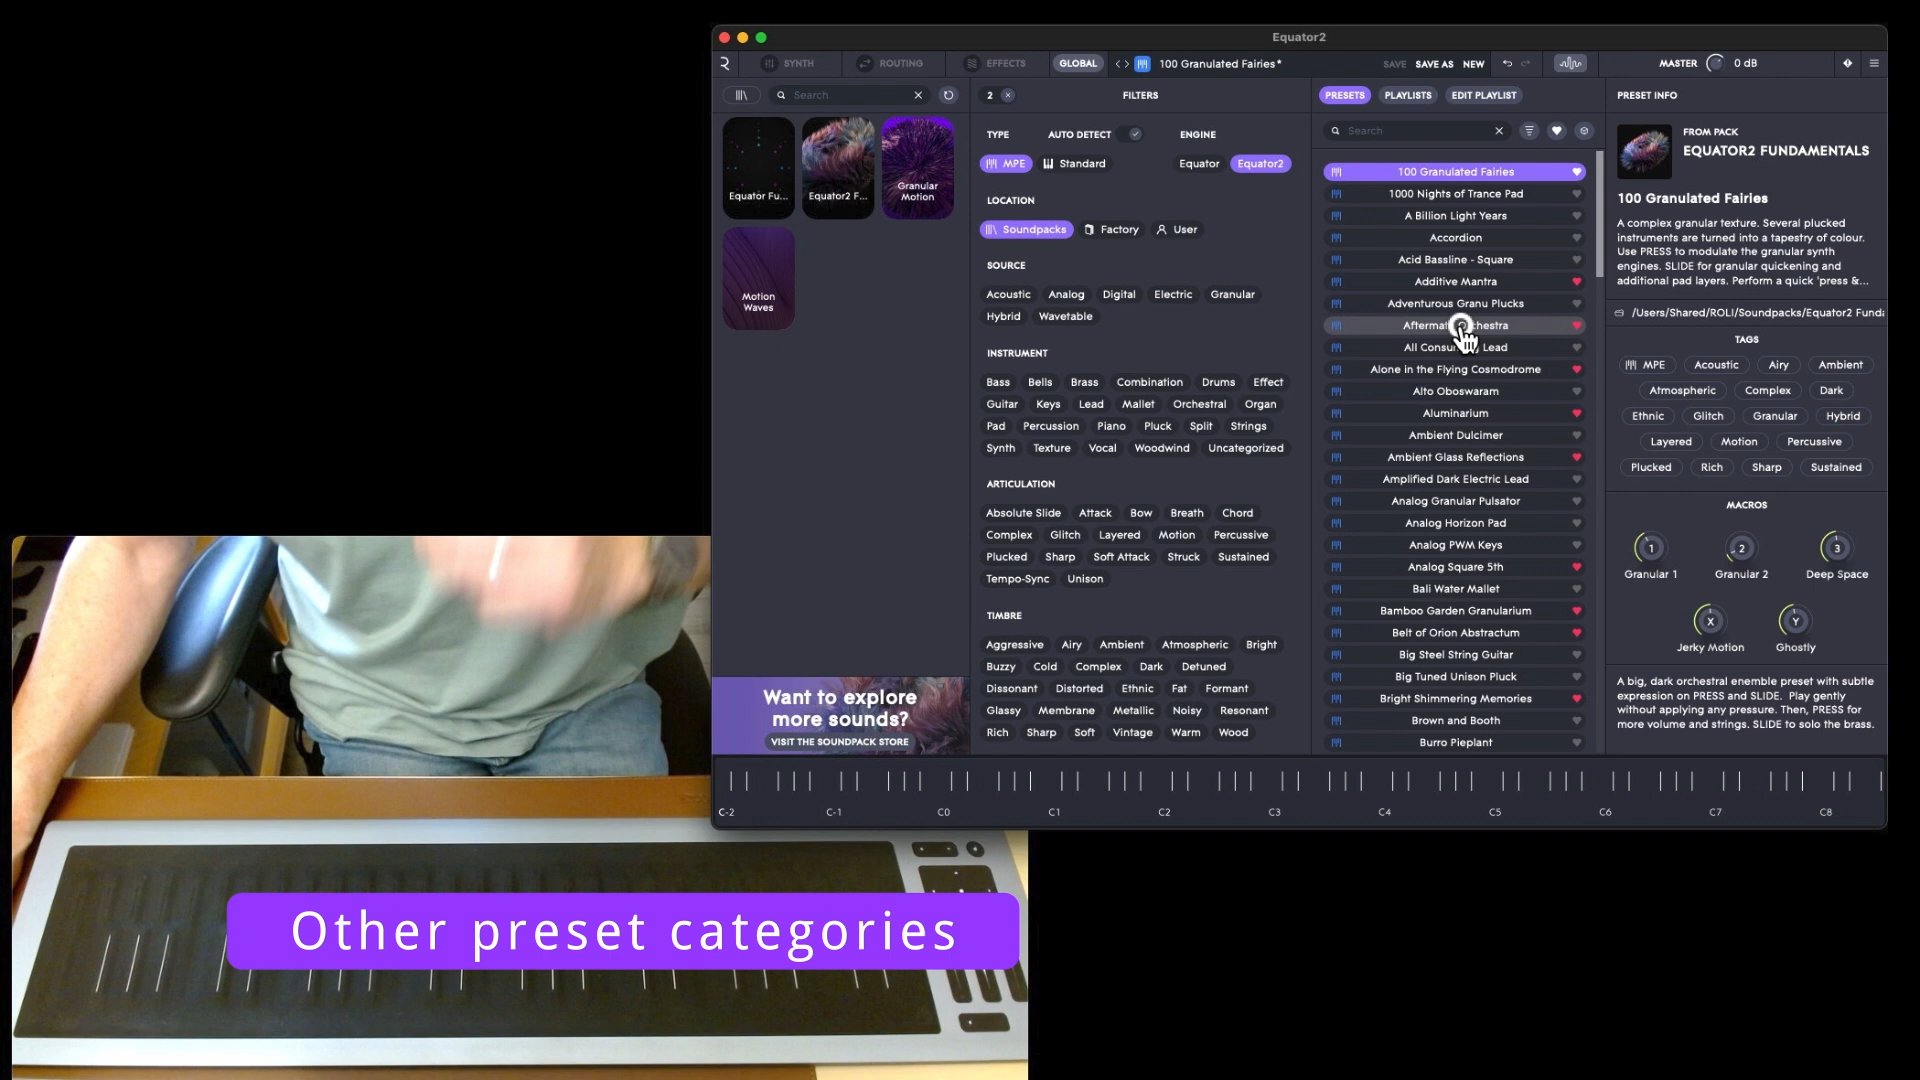 Equator2
SYNTH
ROUTING
EFFECTS
GLOBAL
100 Granulated Fairies*
SAVE
SAVE AS
NEW
MASTER
0 dB
Search
Equator Fu...
Equator2 F...
Granular
Motion
Motion
Waves
Want to explore
more sounds?
VISIT THE SOUNDPACK STORE
2
FILTERS
TYPE
AUTO DETECT
ENGINE
MPE
Standard
Equator
Equator2
LOCATION
Soundpacks
Factory
User
SOURCE
Acoustic Analog Digital Electric Granular
Hybrid Wavetable
INSTRUMENT
Bass Bells Brass Combination Drums Effect
Guitar Keys Lead Mallet Orchestral Organ
Pad Percussion Piano Pluck Split Strings
Synth Texture Vocal Woodwind Uncategorized
ARTICULATION
Absolute Slide Attack Bow Breath Chord
Complex Glitch Layered Motion Percussive
Plucked Sharp Soft Attack Struck Sustained
Tempo-Sync Unison
TIMBRE
Aggressive Airy Ambient Atmospheric Bright
Buzzy Cold Complex Dark Detuned
Dissonant Distorted Ethnic Fat Formant
Glassy Membrane Metallic Noisy Resonant
Rich Sharp Soft Vintage Warm Wood
PRESETS
PLAYLISTS
EDIT PLAYLIST
Search
100 Granulated Fairies
1000 Nights of Trance Pad
A Billion Light Years
Accordion
Acid Bassline - Square
Additive Mantra
Adventurous Granu Plucks
All Lead
Alone in the Flying Cosmodrome
Alto Oboswaram
Aluminarium
Ambient Dulcimer
Ambient Glass Reflections
Amplified Dark Electric Lead
Analog Granular Pulsator
Analog Horizon Pad
Analog PWM Keys
Analog Square 5th
Bali Water Mallet
Bamboo Garden Granularium
Belt of Orion Abstractum
Big Steel String Guitar
Big Tuned Unison Pluck
Bright Shimmering Memories
Brown and Booth
Burro Pieplant
PRESET INFO
FROM PACK
EQUATOR2 FUNDAMENTALS
100 Granulated Fairies
A complex granular texture. Several plucked
instruments are turned into a tapestry of colour.
Use PRESS to modulate the granular synth
engines. SLIDE for granular quickening and
additional pad layers. Perform a quick 'press &...
/Users/Shared/ROLI/Soundpacks/Equator2 Funda
TAGS
MPE Acoustic Airy Ambient
Atmospheric Complex Dark
Ethnic Glitch Granular Hybrid
Layered Motion Percussive
Plucked Rich Sharp Sustained
MACROS
1 2 3
Granular 1 Granular 2 Deep Space
X Y
Jerky Motion Ghostly
A big, dark orchestral enemble preset with subtle
expression on PRESS and SLIDE. Play gently
without applying any pressure. Then, PRESS for
more volume and strings. SLIDE to solo the brass.
C-2 C-1 C0 C1 C2 C3 C4 C5 C6 C7 C8
Other preset categories